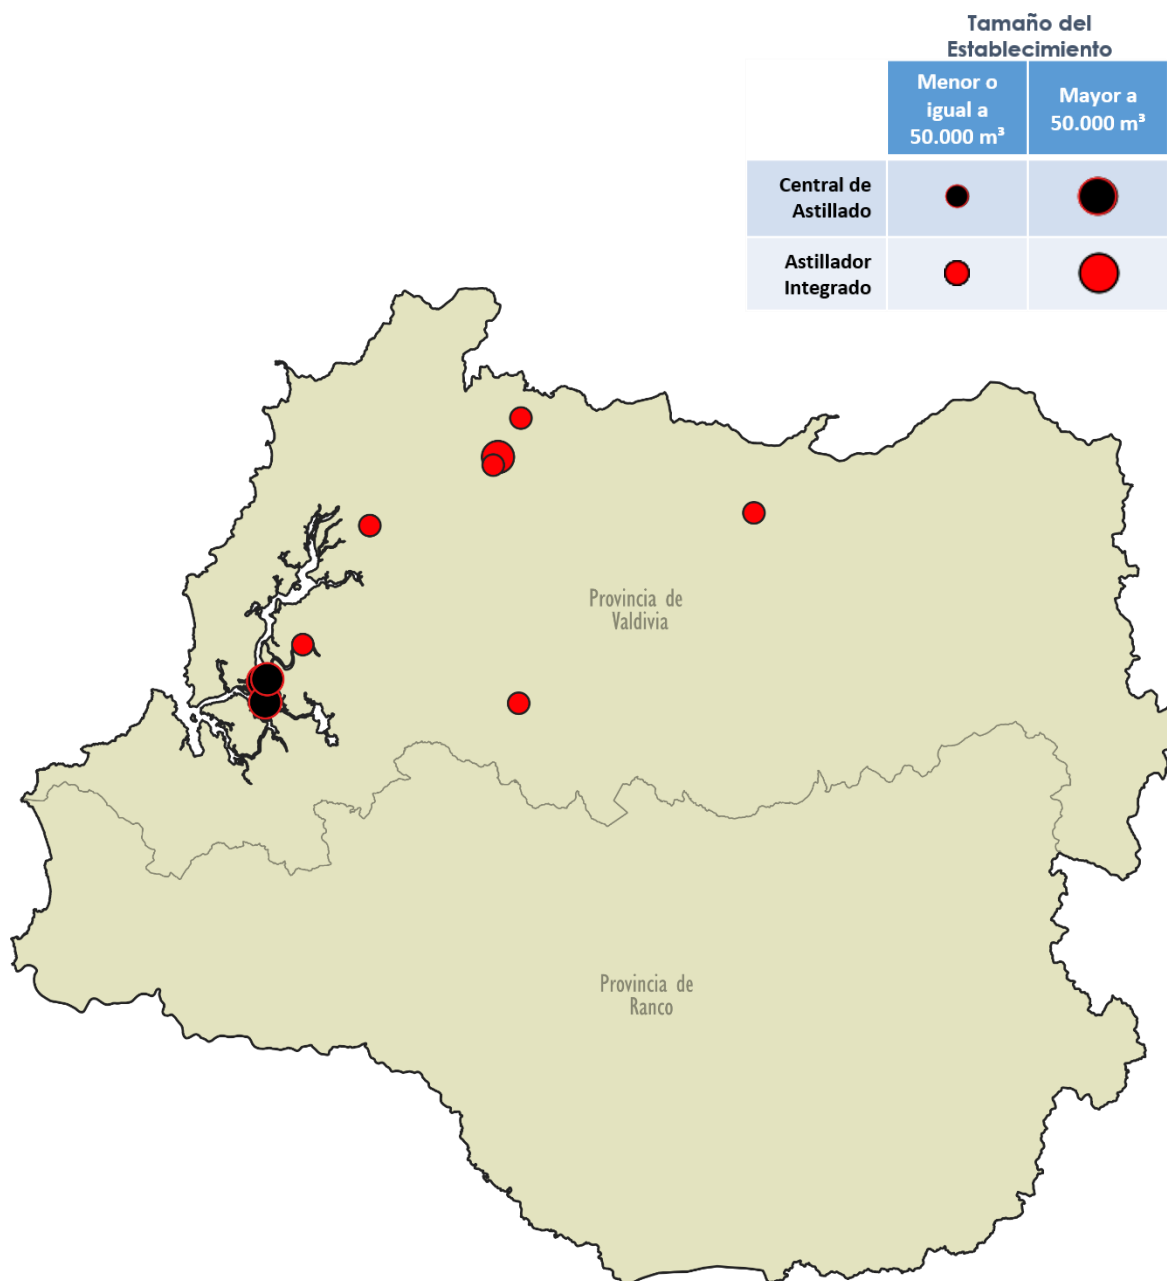 Tamaño del
Establecimiento
Menor o
igual a
50.000 m³
Mayor a
50.000 m³
Central de
Astillado
Astillador
Integrado
Provincia de
Valdivia
Provincia de
Ranco